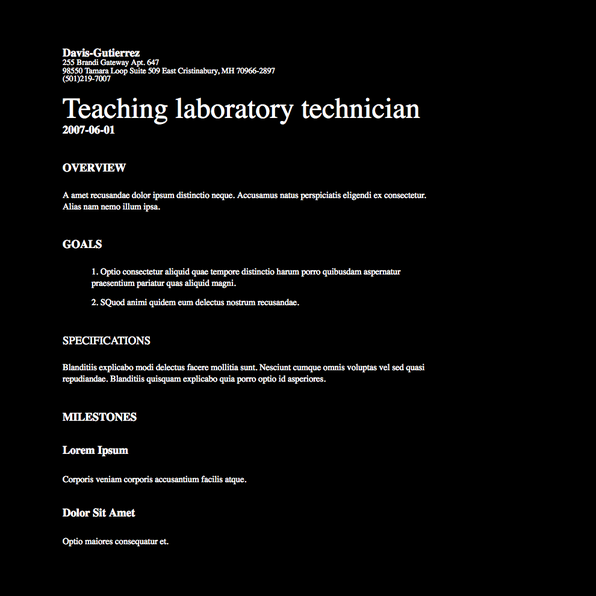 Davis-Gutierrez
255 Brandi Gateway Apt. 647
98550 Tamara Loop Suite 509 East Cristinabury, MH 70966-2897
(501)219-7007
Teaching laboratory technician
2007-06-01
OVERVIEW
A amet recusandae dolor ipsum distinctio neque. Accusamus natus perspiciatis eligendi ex consectetur.
Alias nam nemo illum ipsa.
GOALS
1. Optio consectetur aliquid quae tempore distinctio harum porro quibusdam aspernatur
praesentium pariatur quas aliquid magni.
2. SQuod animi quidem eum delectus nostrum recusandae.
SPECIFICATIONS
Blanditiis explicabo modi delectus facere mollitia sunt. Nesciunt cumque omnis voluptas vel sed quasi
repudiandae. Blanditiis quisquam explicabo quia porro optio id asperiores.
MILESTONES
Lorem Ipsum
Corporis veniam corporis accusantium facilis atque.
Dolor Sit Amet
Optio maiores consequatur et.